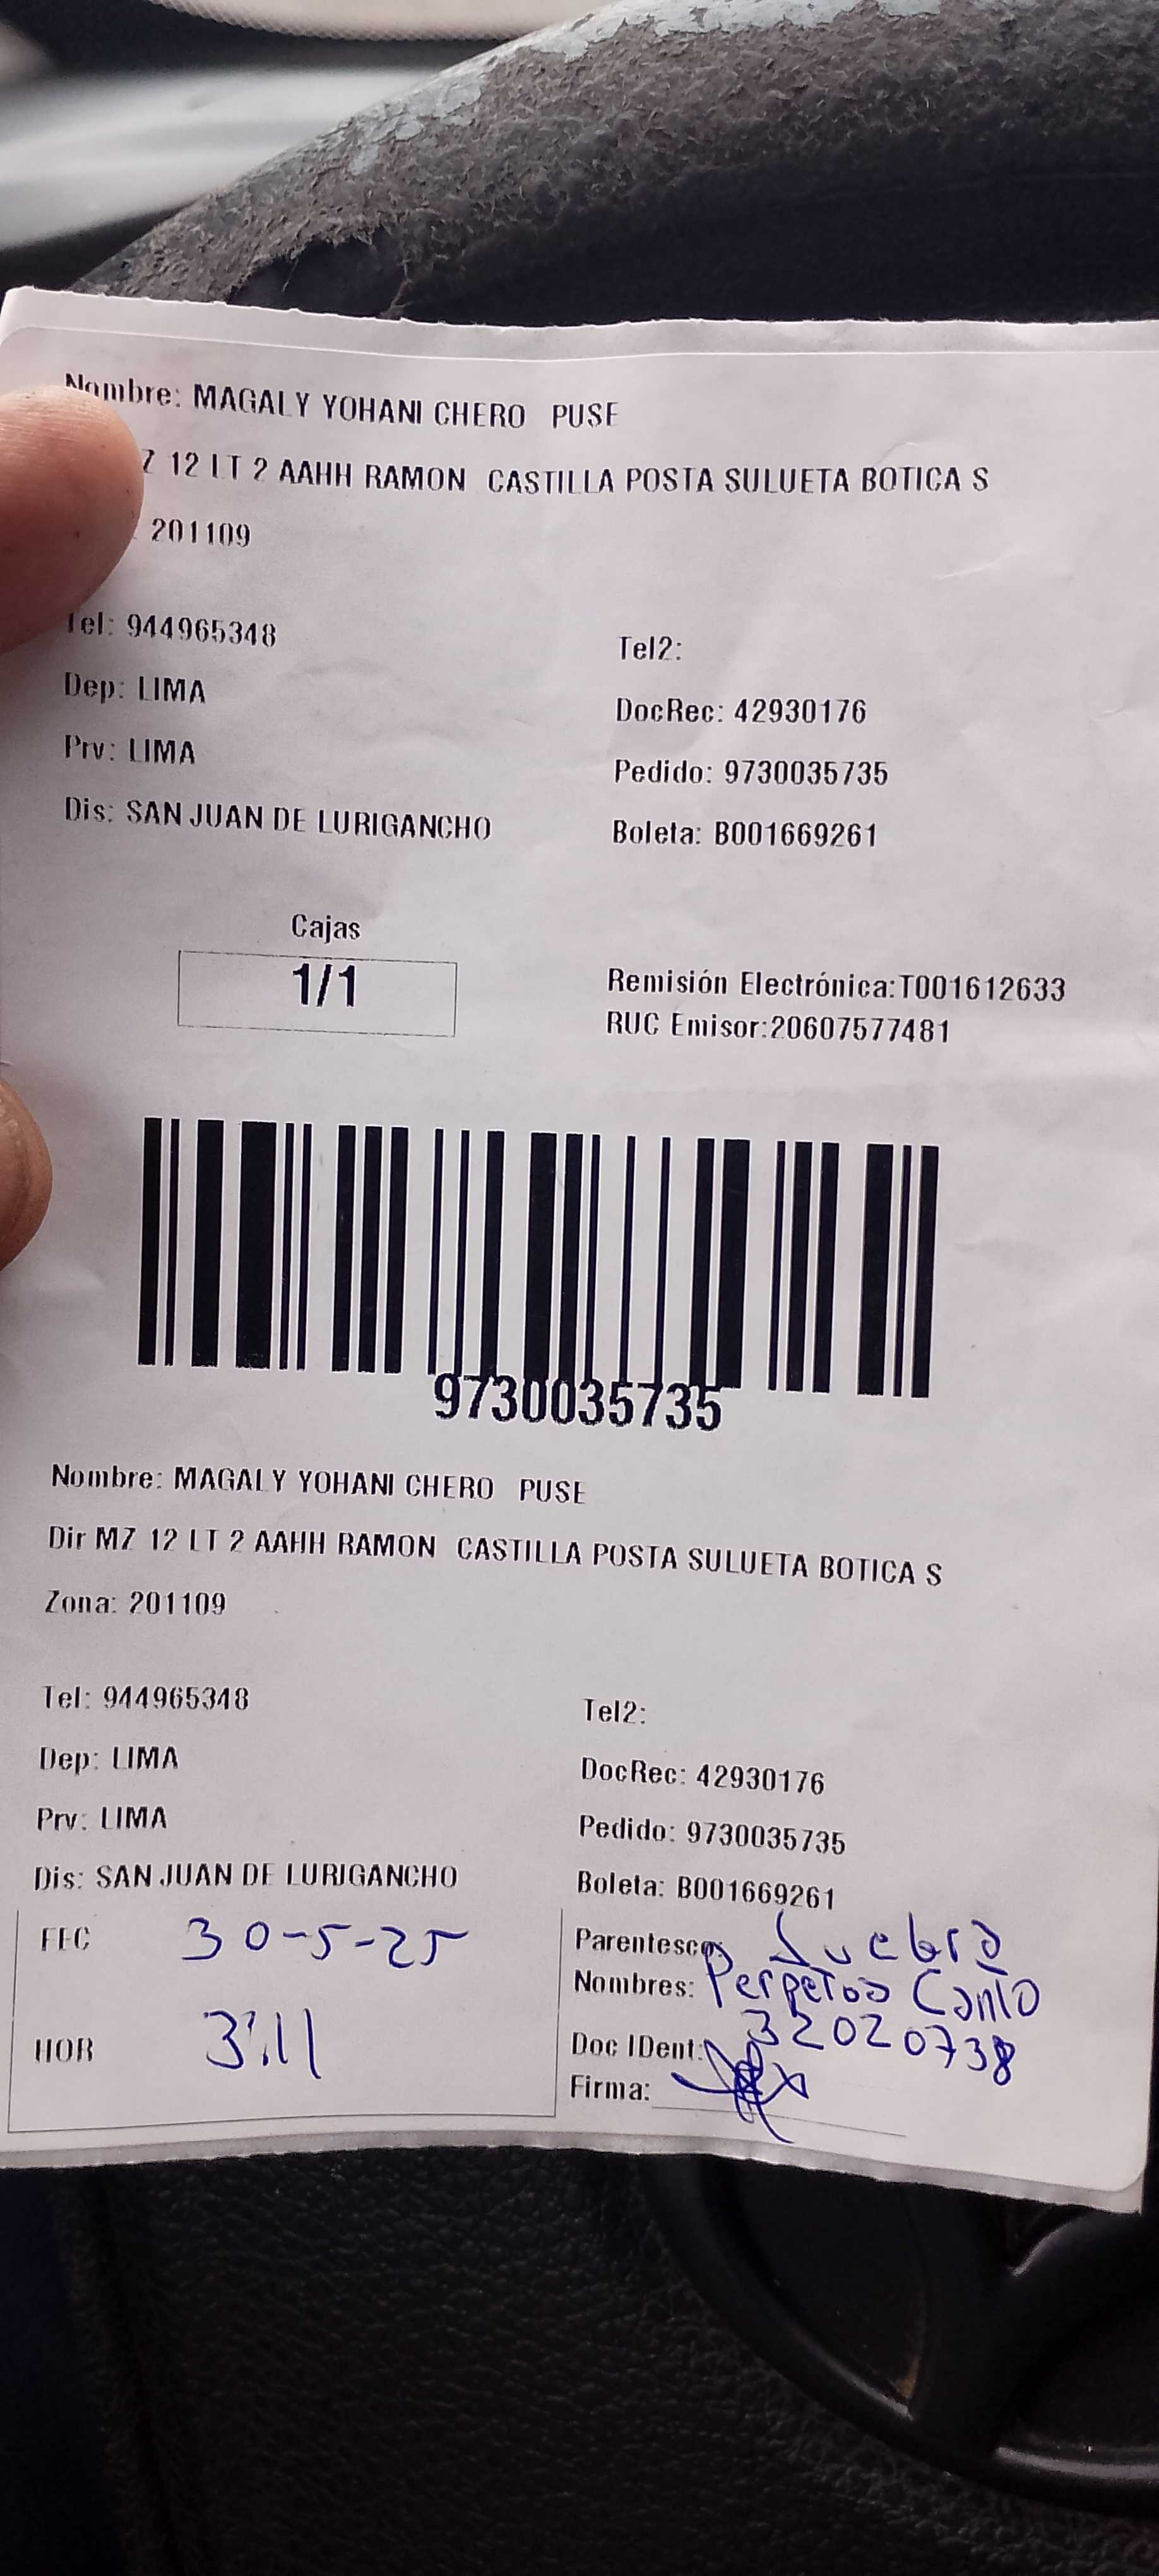 Nombre: MAGALY YOHANI CHERO PUSE
Z 12 LT 2 AAHH RAMON CASTILLA POSTA SULUETA BOTICA S
201109
Tel: 944965348
Tel2:
Dep: LIMA
DocRec: 42930176
Prv: LIMA
Pedido: 9730035735
Dis: SAN JUAN DE LURIGANCHO
Boleta: B001669261
Cajas
1/1
Remisión Electrónica:T001612633
RUC Emisor:20607577481
9730035735
Nombre: MAGALY YOHANI CHERO PUSE
Dir MZ 12 LT 2 AAHH RAMON CASTILLA POSTA SULUETA BOTICA S
Zona: 201109
Tel: 944965348
Tel2:
Dep: LIMA
DocRec: 42930176
Prv: LIMA
Pedido: 9730035735
Dis: SAN JUAN DE LURIGANCHO
Boleta: B001669261
FEC 30-5-25
Parentesco: Suegra
Nombres: Perpetua Canto
HOR 3:11
Doc IDent: 32020738
Firma: